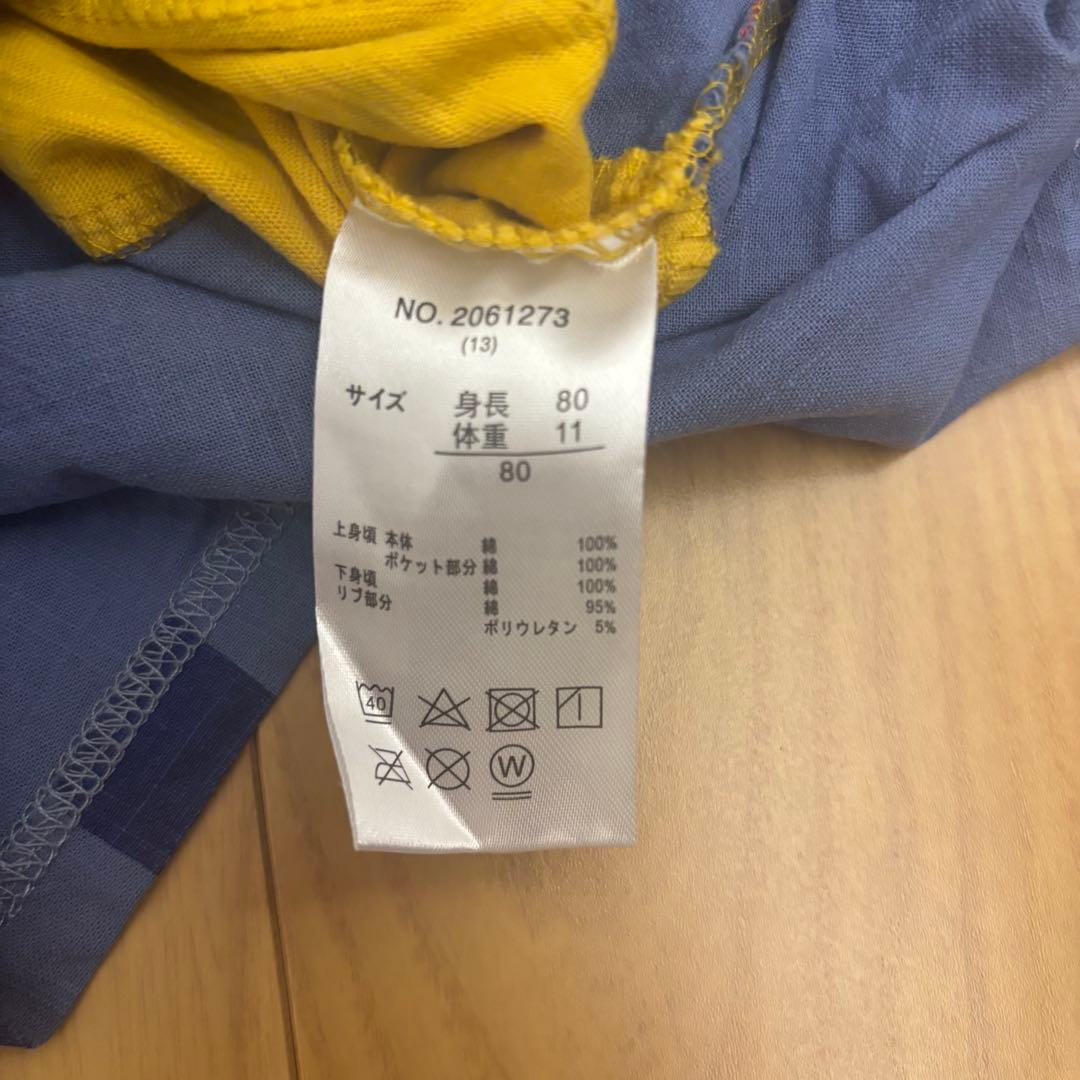 NO. 2061273
(13)
サイズ 身長 80
体重 11
80
上身頃 本体 綿 100%
ポケット部分 綿 100%
下身頃 綿 100%
リブ部分 綿 95%
ポリウレタン 5%
40
W